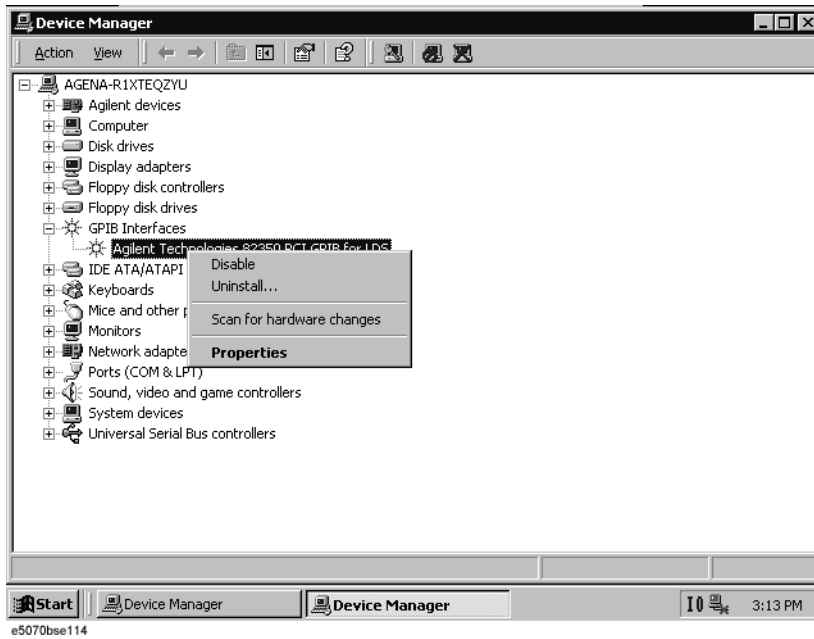 Device Manager
Action View
AGENA-R1XTEQZYU
Agilent devices
Computer
Disk drives
Display adapters
Floppy disk controllers
Floppy disk drives
GPIB Interfaces
Agilent Technologies 82350 PCI GPIB for LDS
Disable
IDE ATA/ATAPI
Uninstall...
Keyboards
Mice and other
Scan for hardware changes
Monitors
Network adapte
Properties
Ports (COM & LPT)
Sound, video and game controllers
System devices
Universal Serial Bus controllers
Start Device Manager Device Manager IO 3:13 PM
e5070bse114